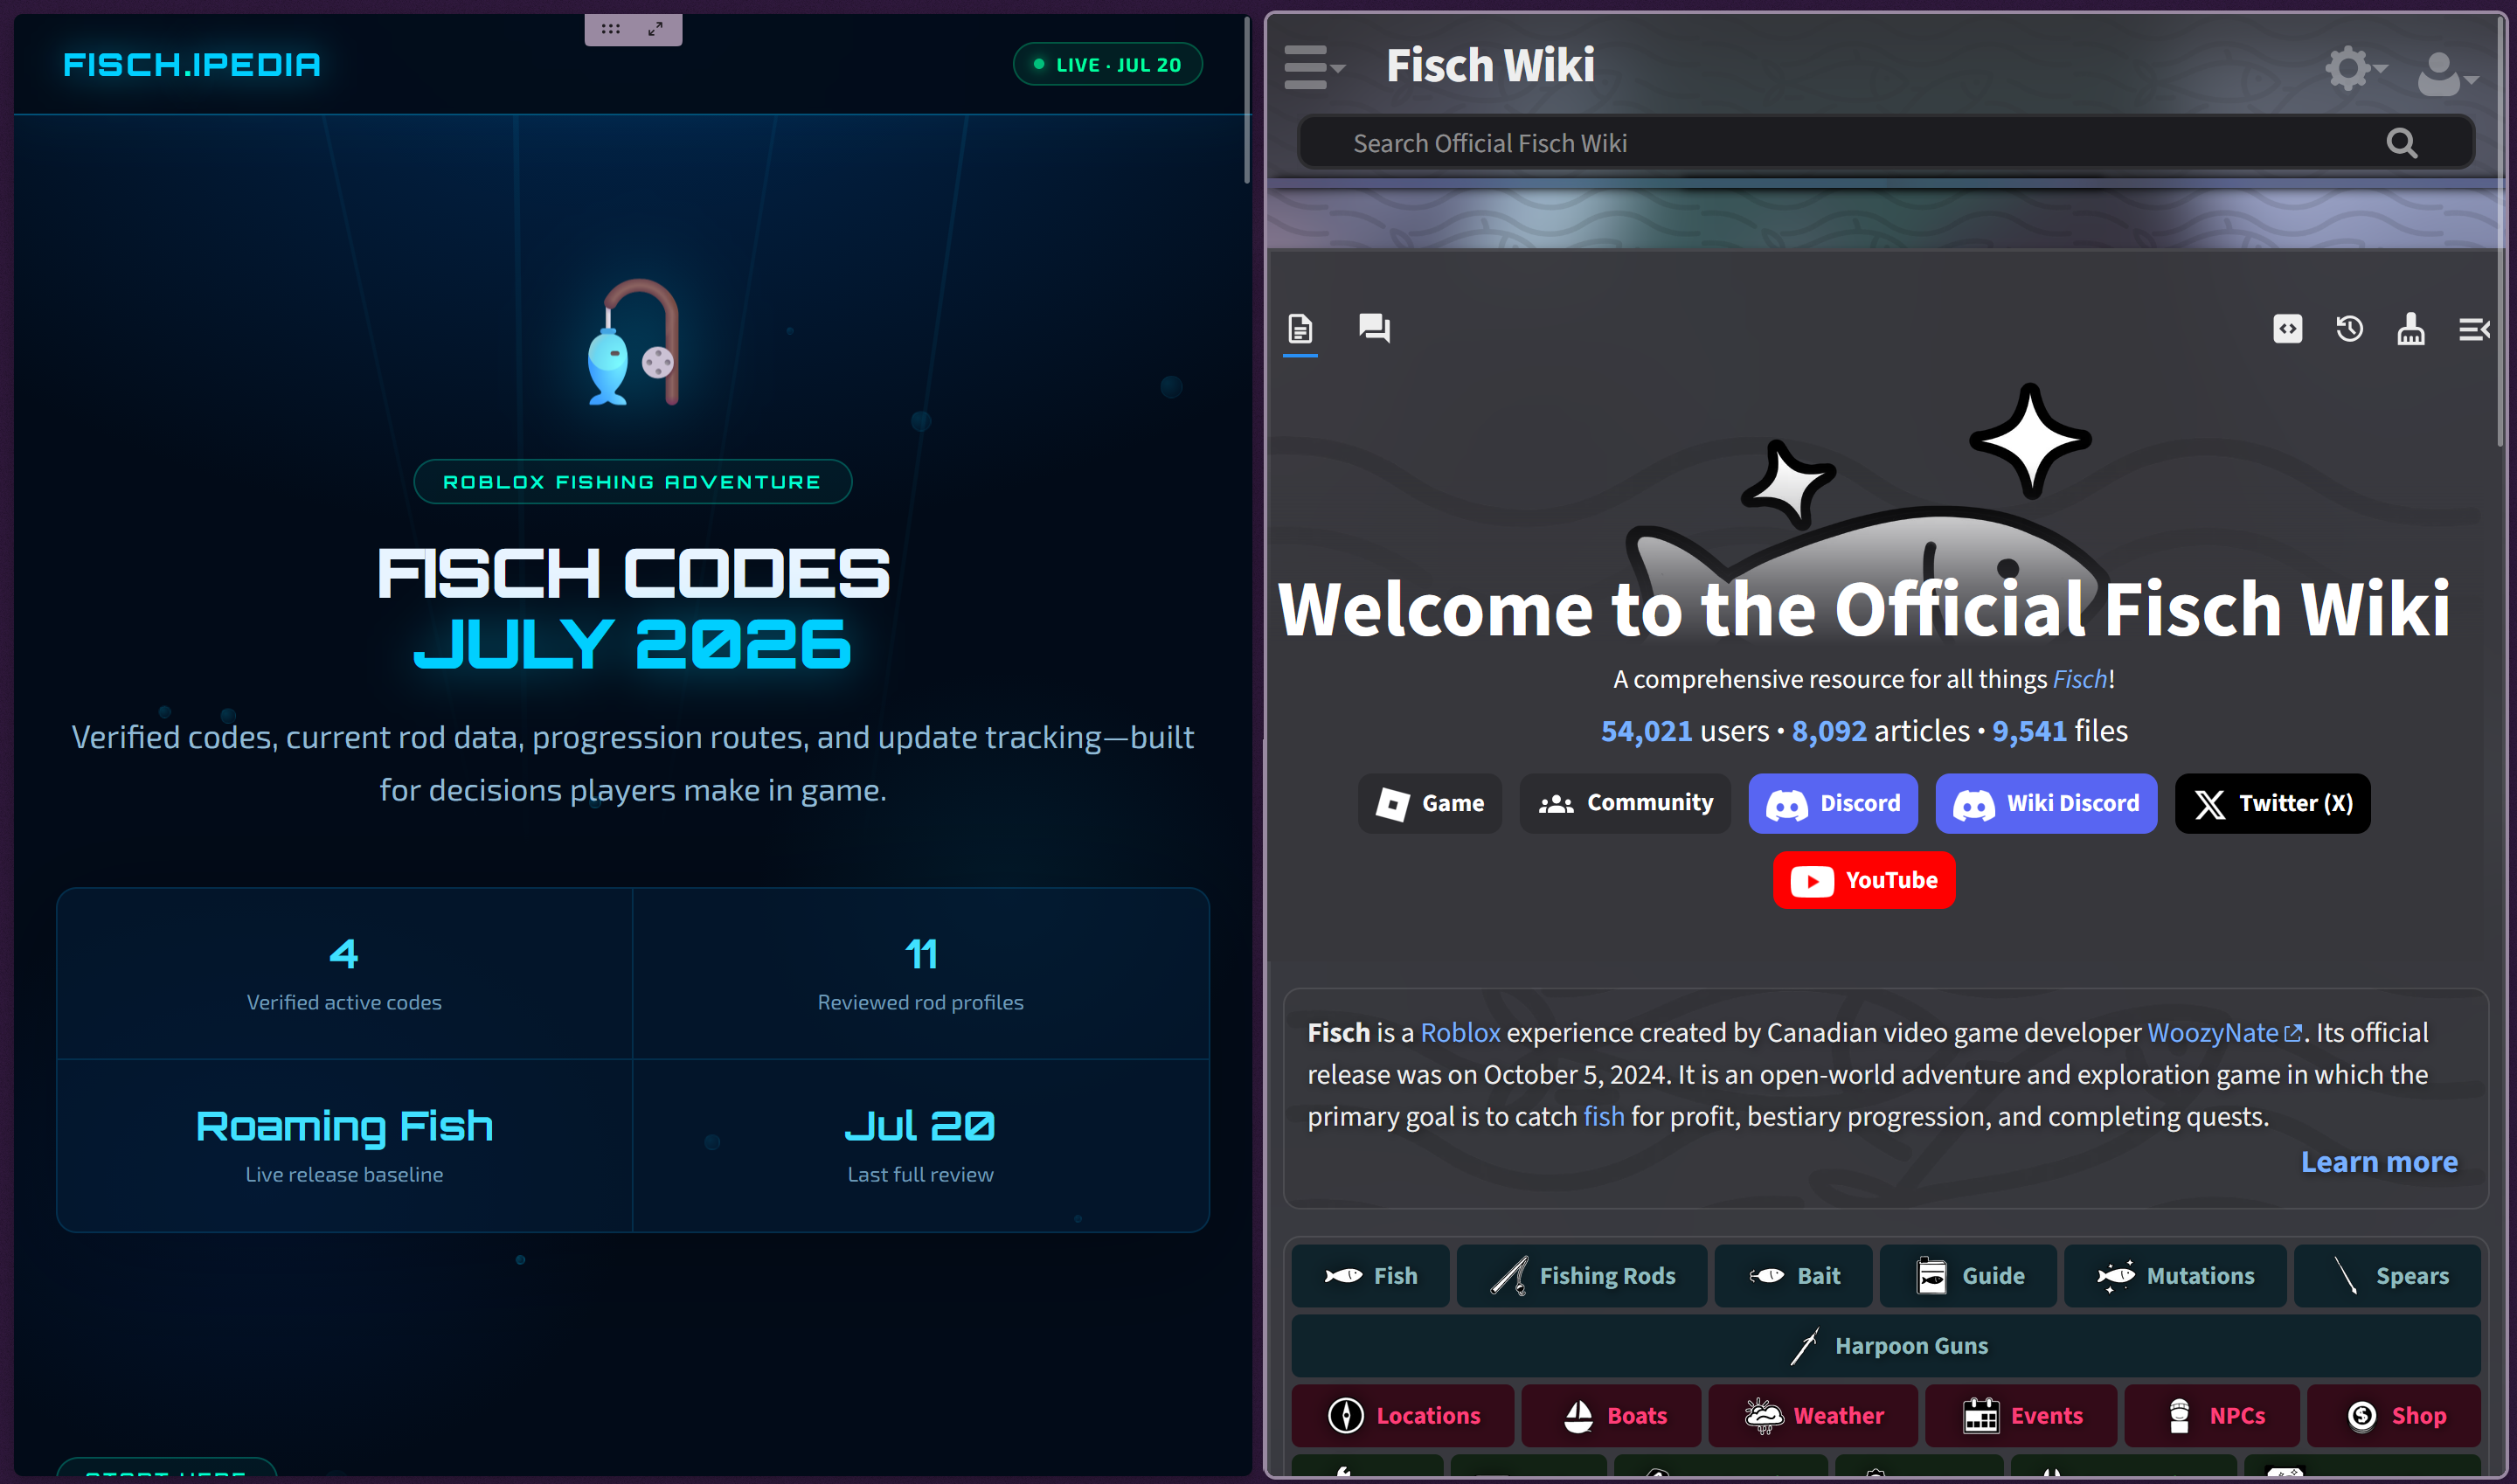 FISCH.IPEDIA
LIVE · JUL 20
ROBLOX FISHING ADVENTURE
FISCH CODES
JULY 2026
Verified codes, current rod data, progression routes, and update tracking—built
for decisions players make in game.
4
Verified active codes
11
Reviewed rod profiles
Roaming Fish
Live release baseline
Jul 20
Last full review
START HERE
Fisch Wiki
Search Official Fisch Wiki
Welcome to the Official Fisch Wiki
A comprehensive resource for all things Fisch!
54,021 users • 8,092 articles • 9,541 files
Game
Community
Discord
Wiki Discord
Twitter (X)
YouTube
Fisch is a Roblox experience created by Canadian video game developer WoozyNate. Its official
release was on October 5, 2024. It is an open-world adventure and exploration game in which the
primary goal is to catch fish for profit, bestiary progression, and completing quests.
Learn more
Fish
Fishing Rods
Bait
Guide
Mutations
Spears
Harpoon Guns
Locations
Boats
Weather
Events
NPCs
Shop